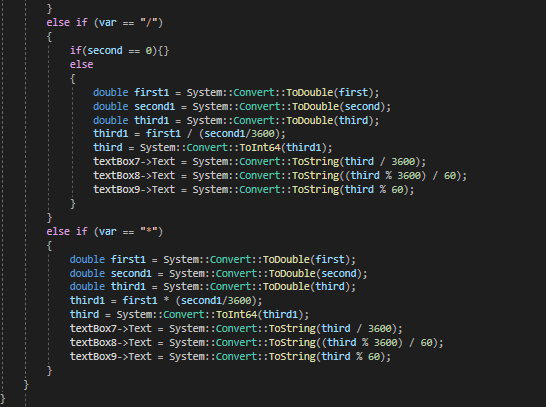 }
else if (var == "/")
{
if(second == 0){}
else
{
double first1 = System::Convert::ToDouble(first);
double second1 = System::Convert::ToDouble(second);
double third1 = System::Convert::ToDouble(third);
third1 = first1 / (second1/3600);
third = System::Convert::ToInt64(third1);
textBox7->Text = System::Convert::ToString(third / 3600);
textBox8->Text = System::Convert::ToString((third % 3600) / 60);
textBox9->Text = System::Convert::ToString(third % 60);
}
}
else if (var == "*")
{
double first1 = System::Convert::ToDouble(first);
double second1 = System::Convert::ToDouble(second);
double third1 = System::Convert::ToDouble(third);
third1 = first1 * (second1/3600);
third = System::Convert::ToInt64(third1);
textBox7->Text = System::Convert::ToString(third / 3600);
textBox8->Text = System::Convert::ToString((third % 3600) / 60);
textBox9->Text = System::Convert::ToString(third % 60);
}
}
}